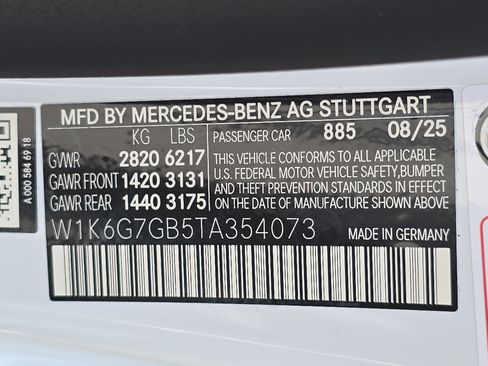 MFD BY MERCEDES-BENZ AG STUTTGART
KG LBS PASSENGER CAR 885 08/25
GVWR 2820 6217
GAWR FRONT 1420 3131
GAWR REAR 1440 3175
THIS VEHICLE CONFORMS TO ALL APPLICABLE
U.S. FEDERAL MOTOR VEHICLE SAFETY,BUMPER
AND THEFT PREVENTION STANDARDS IN EFFECT
ON THE DATE OF MANUFACTURE SHOWN ABOVE.
W1K6G7GB5TA354073 MADE IN GERMANY
A 000 584 69 18